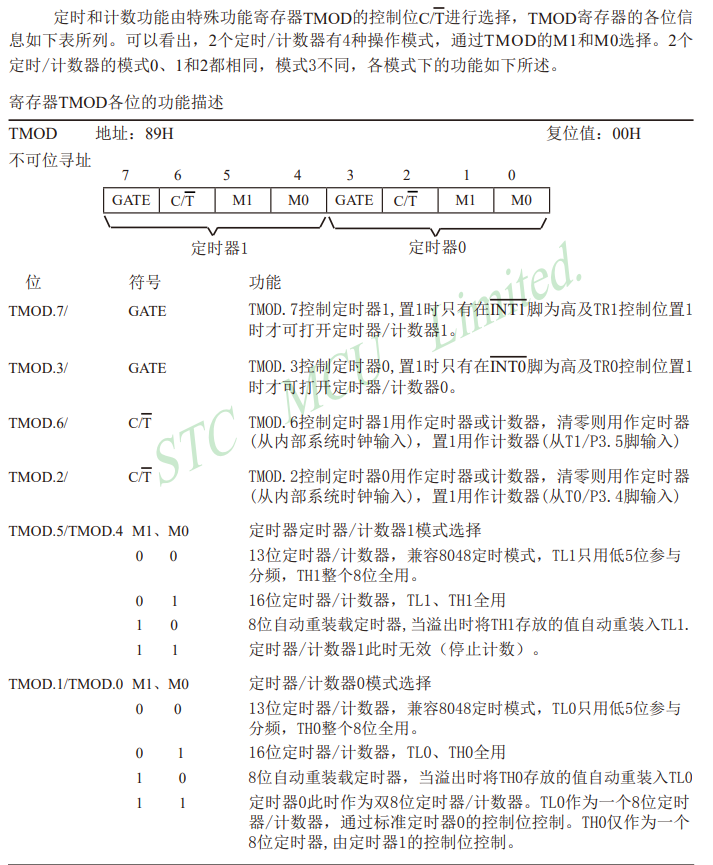 定时和计数功能由特殊功能寄存器TMOD的控制位C/T̅进行选择，TMOD寄存器的各位信
息如下表所列。可以看出，2个定时/计数器有4种操作模式，通过TMOD的M1和M0选择。2个
定时/计数器的模式0、1和2都相同，模式3不同，各模式下的功能如下所述。
寄存器TMOD各位的功能描述
TMOD 地址：89H 复位值：00H
不可位寻址
7 6 5 4 3 2 1 0
GATE C/T̅ M1 M0 GATE C/T̅ M1 M0
定时器1 定时器0
位 符号 功能
TMOD.7/ GATE TMOD.7控制定时器1,置1时只有在I̅N̅T̅1̅脚为高及TR1控制位置1
时才可打开定时器/计数器1。
TMOD.3/ GATE TMOD.3控制定时器0,置1时只有在I̅N̅T̅0̅脚为高及TR0控制位置1
时才可打开定时器/计数器0。
TMOD.6/ C/T̅ TMOD.6控制定时器1用作定时器或计数器，清零则用作定时器
(从内部系统时钟输入)，置1用作计数器(从T1/P3.5脚输入)
TMOD.2/ C/T̅ TMOD.2控制定时器0用作定时器或计数器，清零则用作定时器
(从内部系统时钟输入)，置1用作计数器(从T0/P3.4脚输入)
TMOD.5/TMOD.4 M1、M0 定时器定时器/计数器1模式选择
0 0 13位定时器/计数器，兼容8048定时模式，TL1只用低5位参与
分频，TH1整个8位全用。
0 1 16位定时器/计数器，TL1、TH1全用
1 0 8位自动重装载定时器,当溢出时将TH1存放的值自动重装入TL1.
1 1 定时器/计数器1此时无效（停止计数）。
TMOD.1/TMOD.0 M1、M0 定时器/计数器0模式选择
0 0 13位定时器/计数器，兼容8048定时模式，TL0只用低5位参与
分频，TH0整个8位全用。
0 1 16位定时器/计数器，TL0、TH0全用
1 0 8位自动重装载定时器，当溢出时将TH0存放的值自动重装入TL0
1 1 定时器0此时作为双8位定时器/计数器。TL0作为一个8位定时
器/计数器，通过标准定时器0的控制位控制。TH0仅作为一个
8位定时器,由定时器1的控制位控制。
STC MCU Limited.